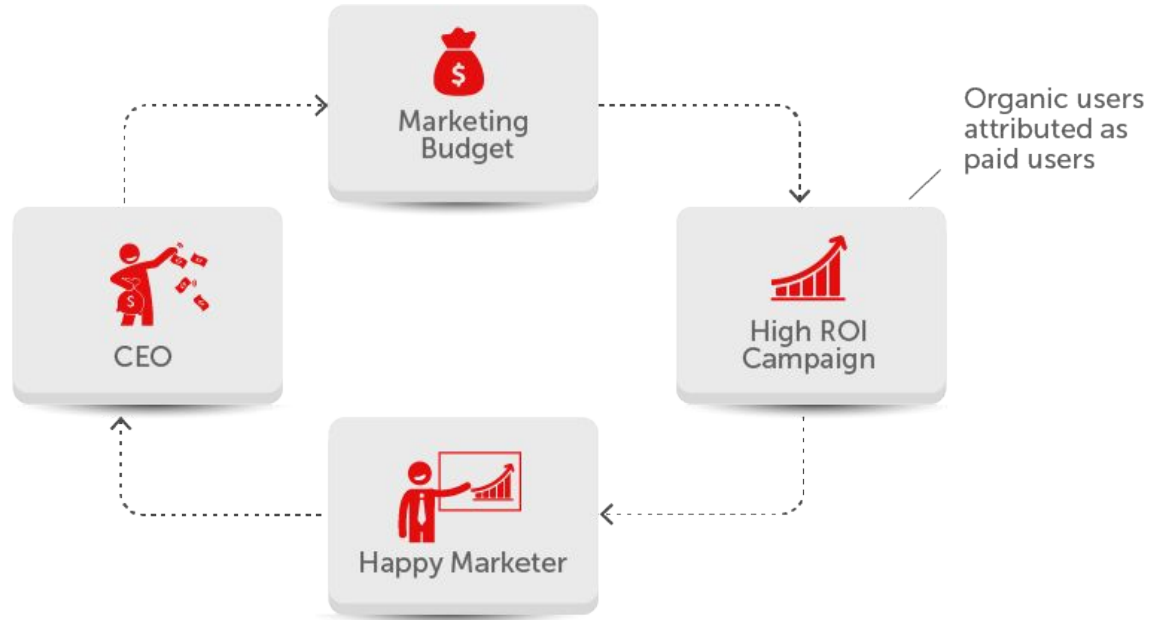 $
Marketing
Budget
Organic users
attributed as
paid users
$
CEO
High ROI
Campaign
Happy Marketer